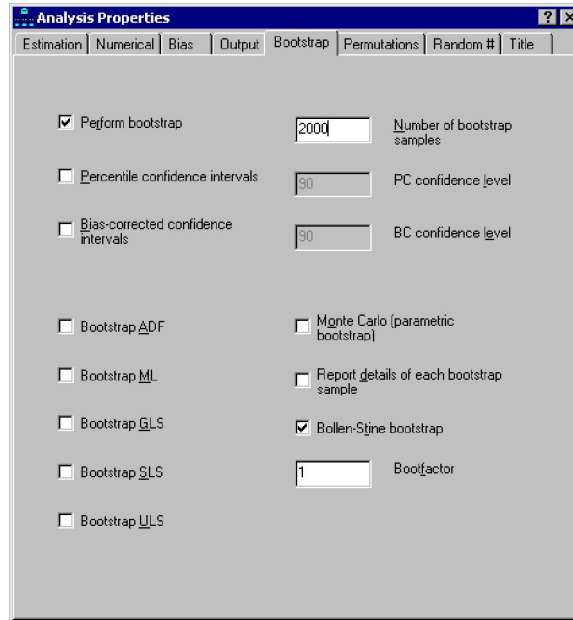 Analysis Properties
Estimation Numerical Bias Output Bootstrap Permutations Random # Title
Perform bootstrap
2000
Number of bootstrap
samples
Percentile confidence intervals
90
PC confidence level
Bias-corrected confidence
intervals
90
BC confidence level
Bootstrap ADF
Monte Carlo (parametric
bootstrap)
Bootstrap ML
Report details of each bootstrap
sample
Bootstrap GLS
Bollen-Stine bootstrap
Bootstrap SLS
1
Bootfactor
Bootstrap ULS